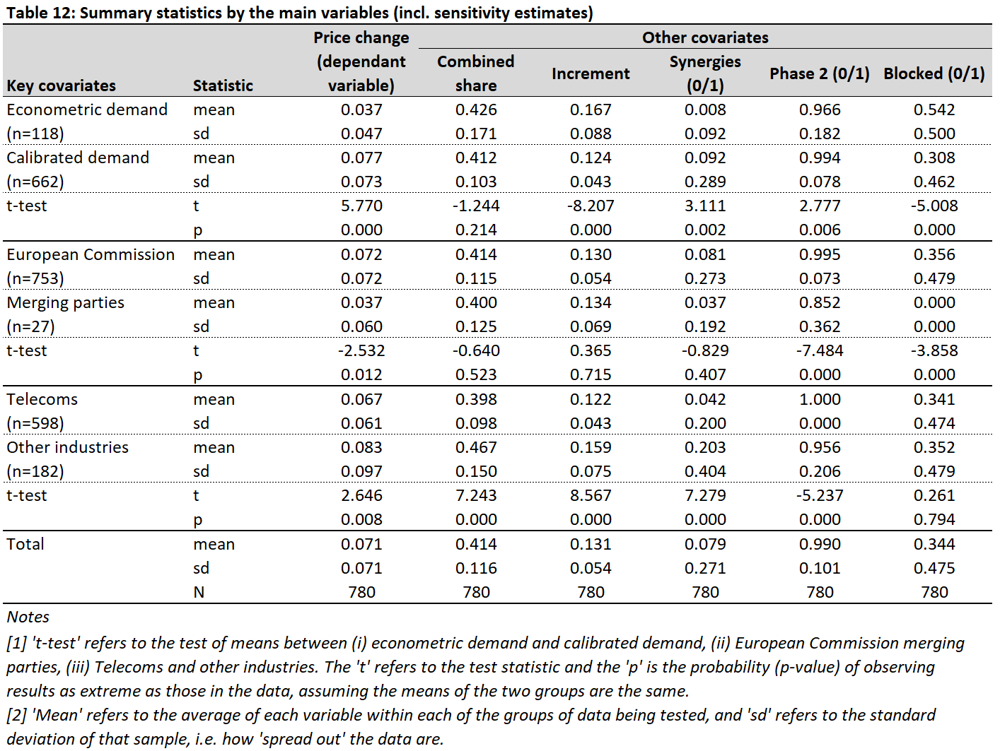 Table 12: Summary statistics by the main variables (incl. sensitivity estimates)
Price change Other covariates
(dependant Combined Synergies
Key covariates Statistic variable) share Increment (0/1) Phase 2 (0/1) Blocked (0/1)
Econometric demand mean 0.037 0.426 0.167 0.008 0.966 0.542
(n=118) sd 0.047 0.171 0.088 0.092 0.182 0.500
Calibrated demand mean 0.077 0.412 0.124 0.092 0.994 0.308
(n=662) sd 0.073 0.103 0.043 0.289 0.078 0.462
t-test t 5.770 -1.244 -8.207 3.111 2.777 -5.008
p 0.000 0.214 0.000 0.002 0.006 0.000
European Commission mean 0.072 0.414 0.130 0.081 0.995 0.356
(n=753) sd 0.072 0.115 0.054 0.273 0.073 0.479
Merging parties mean 0.037 0.400 0.134 0.037 0.852 0.000
(n=27) sd 0.060 0.125 0.069 0.192 0.362 0.000
t-test t -2.532 -0.640 0.365 -0.829 -7.484 -3.858
p 0.012 0.523 0.715 0.407 0.000 0.000
Telecoms mean 0.067 0.398 0.122 0.042 1.000 0.341
(n=598) sd 0.061 0.098 0.043 0.200 0.000 0.474
Other industries mean 0.083 0.467 0.159 0.203 0.956 0.352
(n=182) sd 0.097 0.150 0.075 0.404 0.206 0.479
t-test t 2.646 7.243 8.567 7.279 -5.237 0.261
p 0.008 0.000 0.000 0.000 0.000 0.794
Total mean 0.071 0.414 0.131 0.079 0.990 0.344
sd 0.071 0.116 0.054 0.271 0.101 0.475
N 780 780 780 780 780 780
Notes
[1] 't-test' refers to the test of means between (i) econometric demand and calibrated demand, (ii) European Commission merging
parties, (iii) Telecoms and other industries. The 't' refers to the test statistic and the 'p' is the probability (p-value) of observing
results as extreme as those in the data, assuming the means of the two groups are the same.
[2] 'Mean' refers to the average of each variable within each of the groups of data being tested, and 'sd' refers to the standard
deviation of that sample, i.e. how 'spread out' the data are.